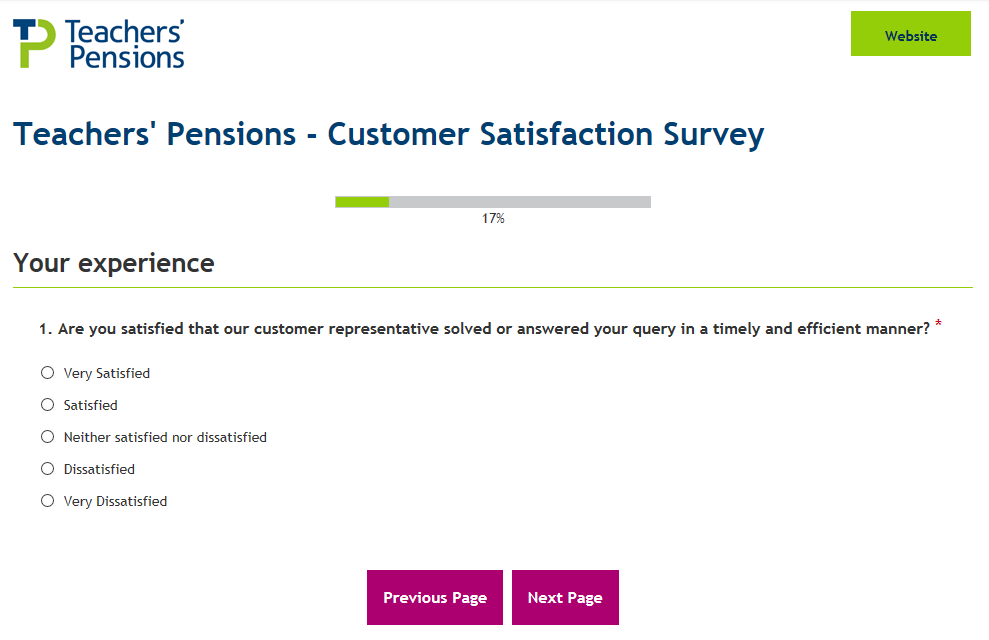 Teachers'
Pensions
Website
Teachers' Pensions - Customer Satisfaction Survey
17%
Your experience
1. Are you satisfied that our customer representative solved or answered your query in a timely and efficient manner? *
Very Satisfied
Satisfied
Neither satisfied nor dissatisfied
Dissatisfied
Very Dissatisfied
Previous Page
Next Page